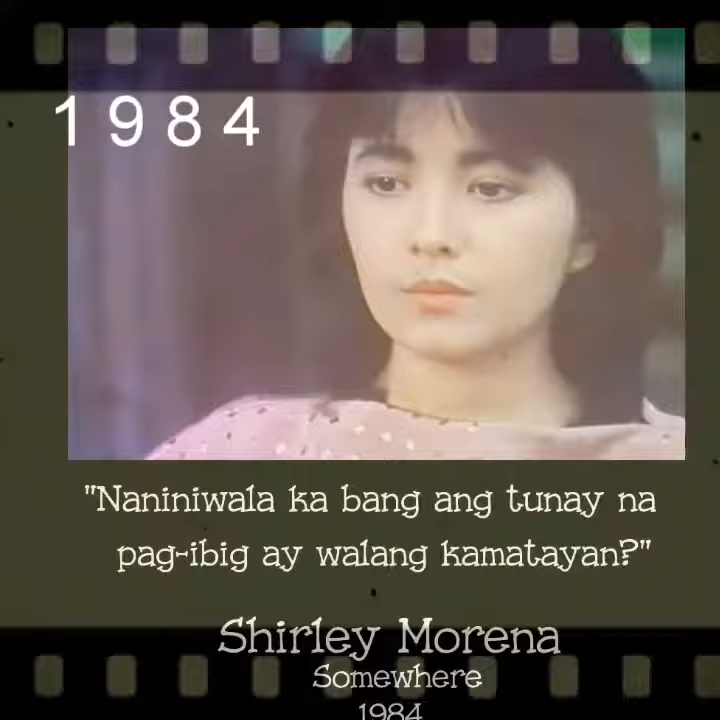 1984
"Naniniwala ka bang ang tunay na
pag-ibig ay walang kamatayan?"
Shirley Morena
Somewhere
1984